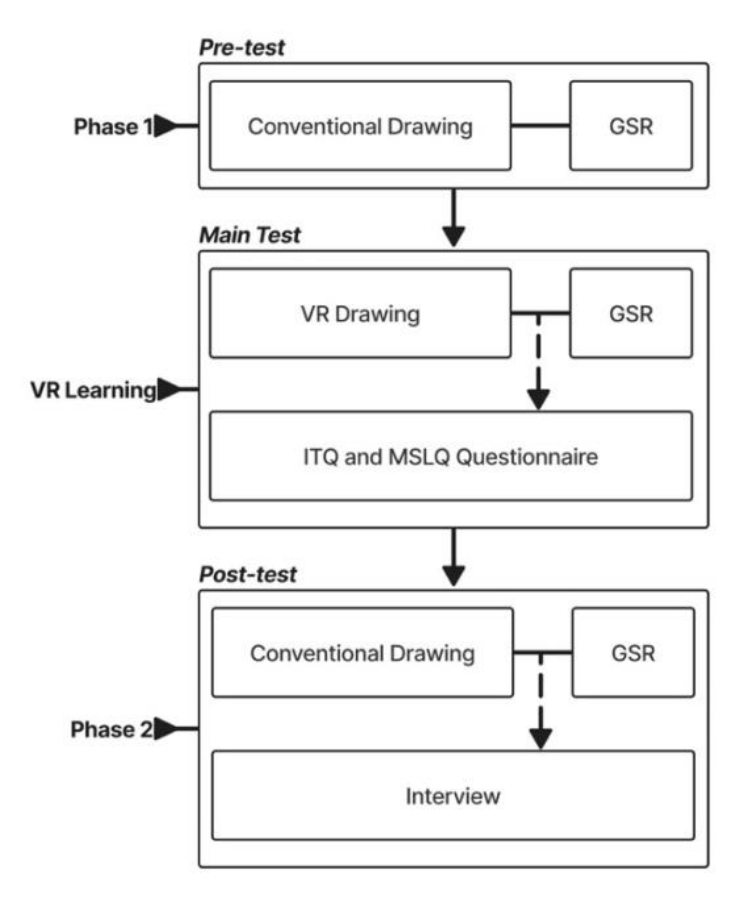 Pre-test
Phase 1
Conventional Drawing
GSR
Main Test
VR Drawing
GSR
VR Learning
ITQ and MSLQ Questionnaire
Post-test
Conventional Drawing
GSR
Phase 2
Interview